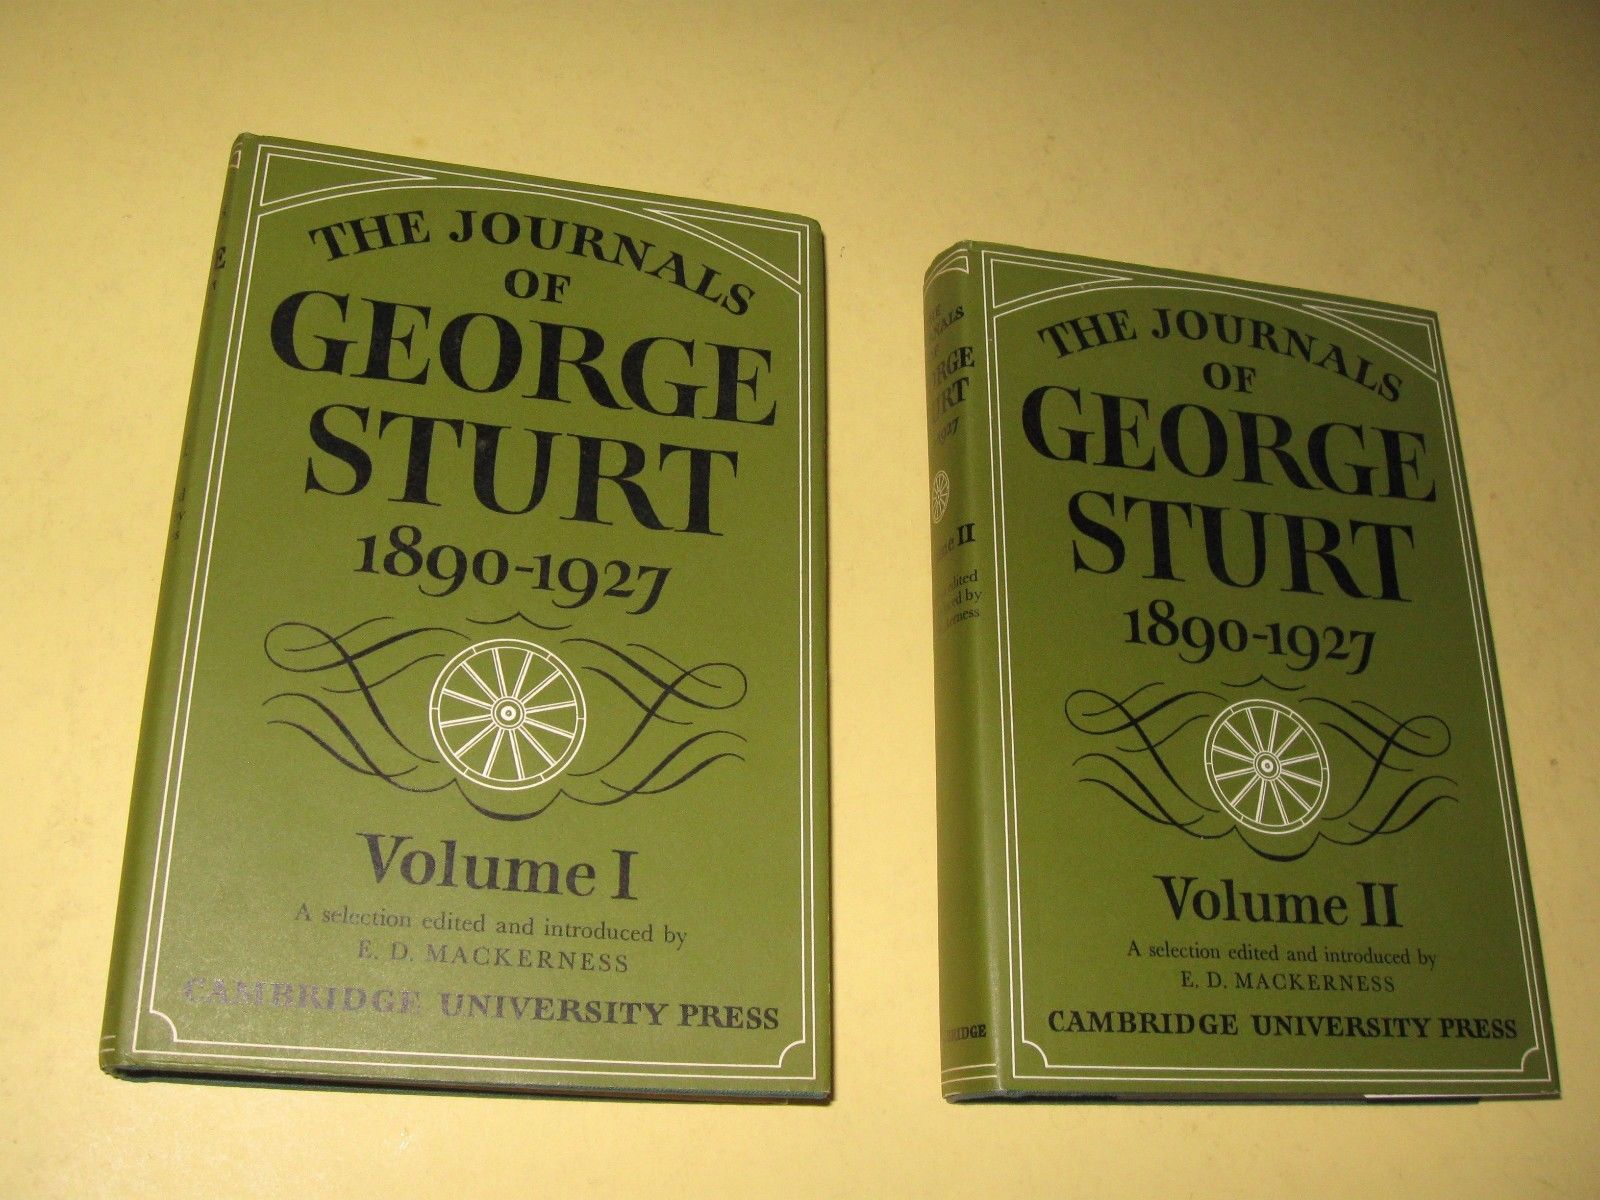 THE JOURNALS
OF
GEORGE
STURT
1890-1927
Volume I
A selection edited and introduced by
E. D. MACKERNESS
CAMBRIDGE UNIVERSITY PRESS
THE JOURNALS
OF
GEORGE
STURT
1890-1927
Volume II
A selection edited and introduced by
E. D. MACKERNESS
CAMBRIDGE UNIVERSITY PRESS
II